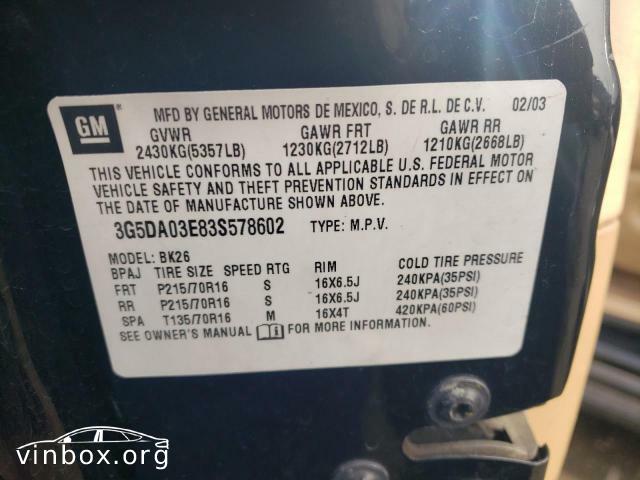 GM ® MFD BY GENERAL MOTORS DE MEXICO, S. DE R.L. DE C.V. 02/03
GVWR GAWR FRT GAWR RR
2430KG(5357LB) 1230KG(2712LB) 1210KG(2668LB)
THIS VEHICLE CONFORMS TO ALL APPLICABLE U.S. FEDERAL MOTOR
VEHICLE SAFETY AND THEFT PREVENTION STANDARDS IN EFFECT ON
THE DATE OF MANUFACTURE SHOWN ABOVE.
3G5DA03E83S578602 TYPE: M.P.V.
MODEL: BK26
BPAJ TIRE SIZE SPEED RTG RIM COLD TIRE PRESSURE
FRT P215/70R16 S 16X6.5J 240KPA(35PSI)
RR P215/70R16 S 16X6.5J 240KPA(35PSI)
SPA T135/70R16 M 16X4T 420KPA(60PSI)
SEE OWNER'S MANUAL FOR MORE INFORMATION.
vinbox.org